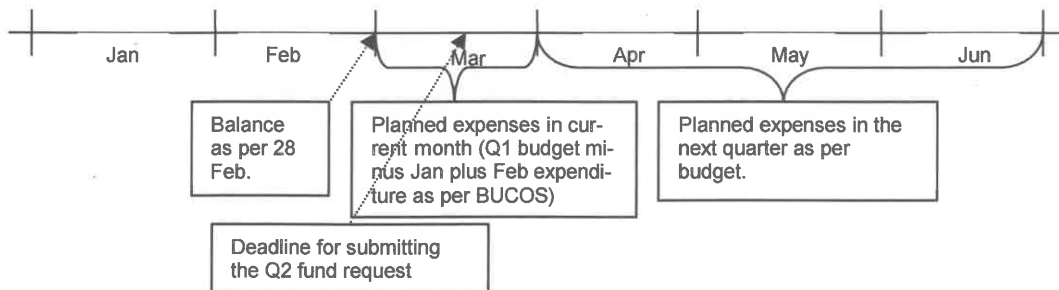 Jan Feb Mar Apr May Jun
Balance
as per 28
Feb.
Planned expenses in cur-
rent month (Q1 budget mi-
nus Jan plus Feb expendi-
ture as per BUCOS)
Planned expenses in the
next quarter as per
budget.
Deadline for submitting
the Q2 fund request